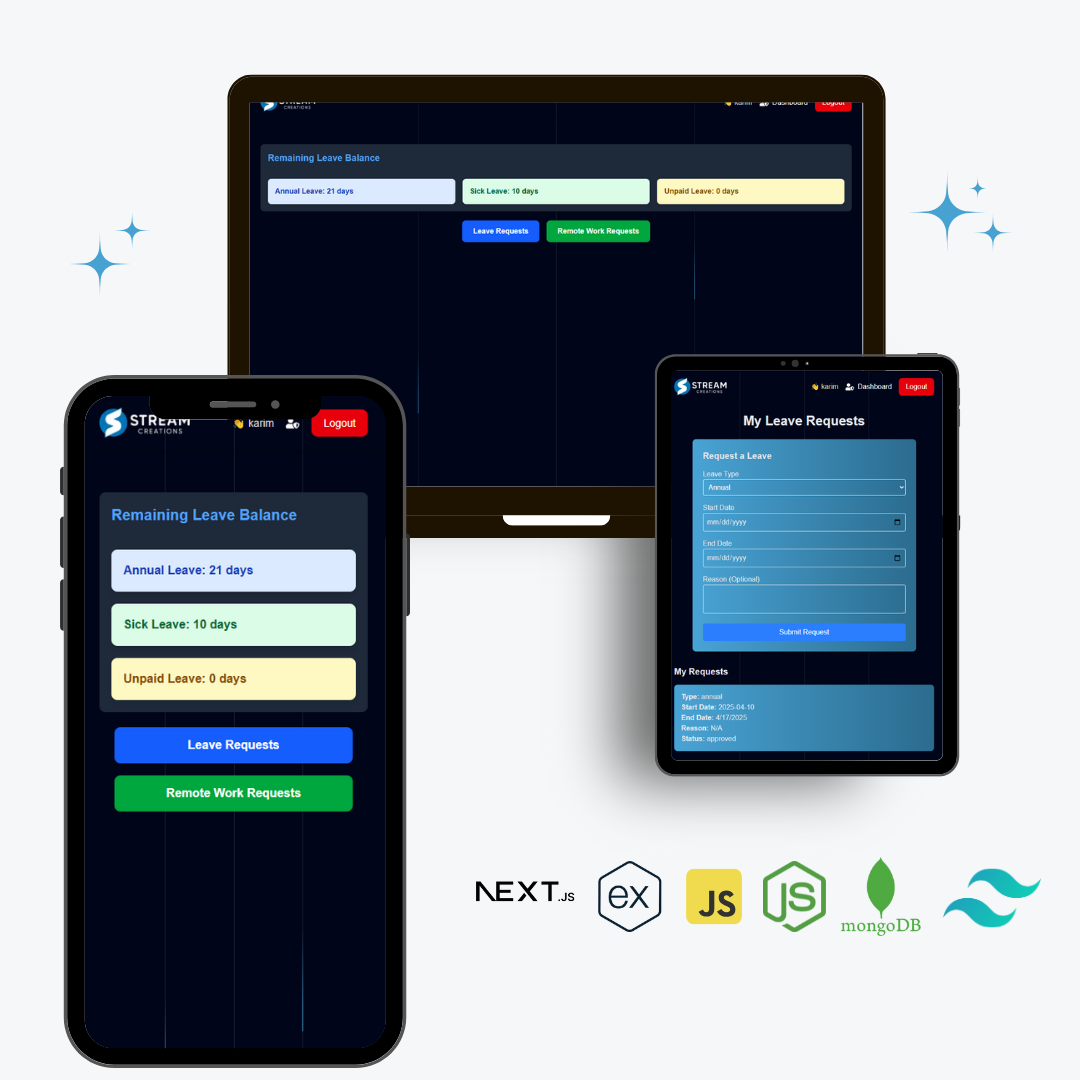 STREAM
CREATIONS
karim
Dashboard
Logout
Remaining Leave Balance
Annual Leave: 21 days
Sick Leave: 10 days
Unpaid Leave: 0 days
Leave Requests
Remote Work Requests
STREAM
CREATIONS
karim
Logout
Remaining Leave Balance
Annual Leave: 21 days
Sick Leave: 10 days
Unpaid Leave: 0 days
Leave Requests
Remote Work Requests
STREAM
CREATIONS
karim
Dashboard
Logout
My Leave Requests
Request a Leave
Leave Type
Annual
Start Date
mm/dd/yyyy
End Date
mm/dd/yyyy
Reason (Optional)
Submit Request
My Requests
Type: annual
Start Date: 2025-04-10
End Date: 4/17/2025
Reason: N/A
Status: approved
NEXT.JS
ex
JS
JS
mongoDB